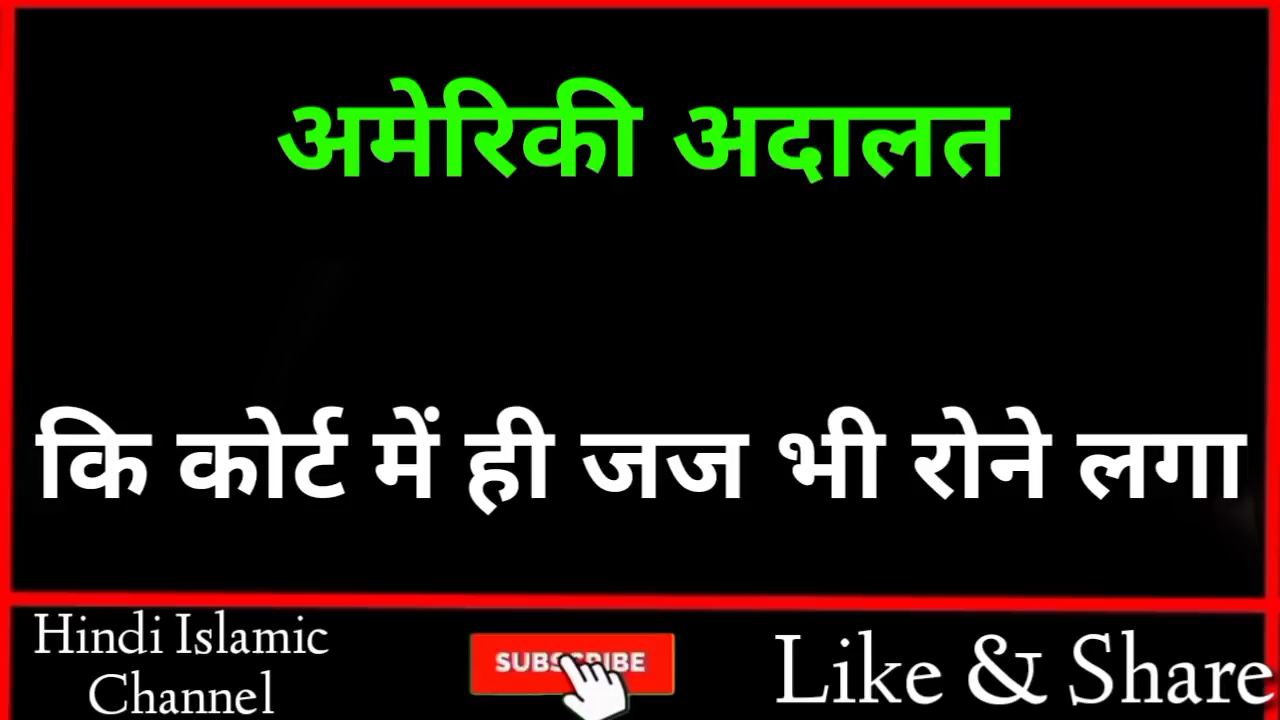 अमेरिकी अदालत
कि कोर्ट में ही जज भी रोने लगा
Hindi Islamic
Channel
SUBSCRIBE
Like & Share